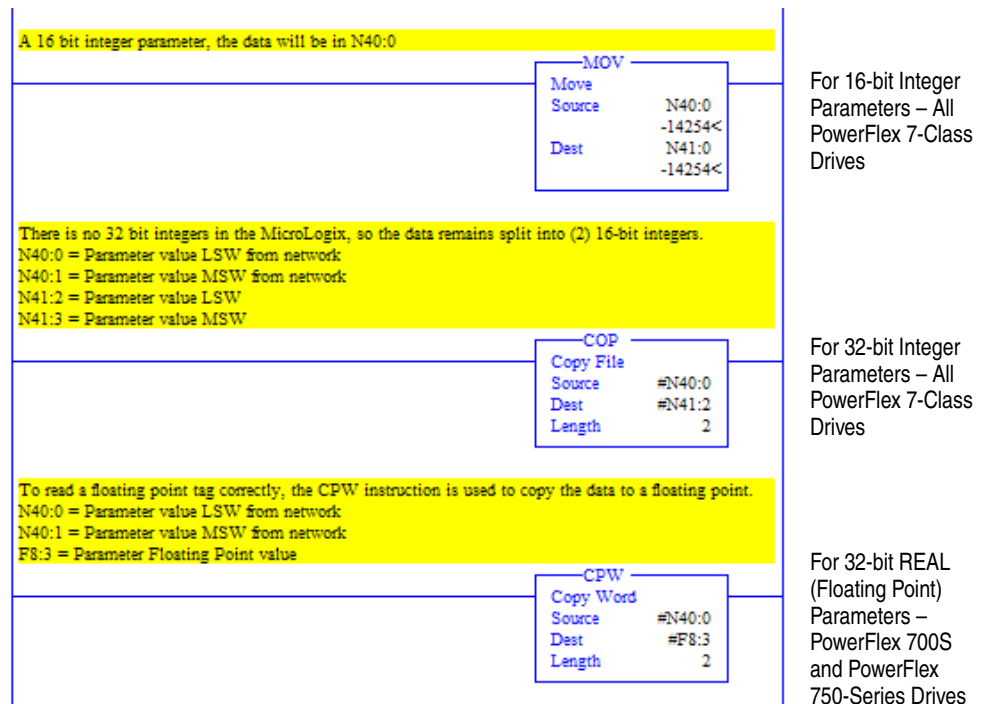 A 16 bit integer parameter, the data will be in N40:0
MOV
Move
Source N40:0
-14254<
Dest N41:0
-14254<
For 16-bit Integer
Parameters – All
PowerFlex 7-Class
Drives
There is no 32 bit integers in the MicroLogix, so the data remains split into (2) 16-bit integers.
N40:0 = Parameter value LSW from network
N40:1 = Parameter value MSW from network
N41:2 = Parameter value LSW
N41:3 = Parameter value MSW
COP
Copy File
Source #N40:0
Dest #N41:2
Length 2
For 32-bit Integer
Parameters – All
PowerFlex 7-Class
Drives
To read a floating point tag correctly, the CPW instruction is used to copy the data to a floating point.
N40:0 = Parameter value LSW from network
N40:1 = Parameter value MSW from network
F8:3 = Parameter Floating Point value
CPW
Copy Word
Source #N40:0
Dest #F8:3
Length 2
For 32-bit REAL
(Floating Point)
Parameters –
PowerFlex 700S
and PowerFlex
750-Series Drives